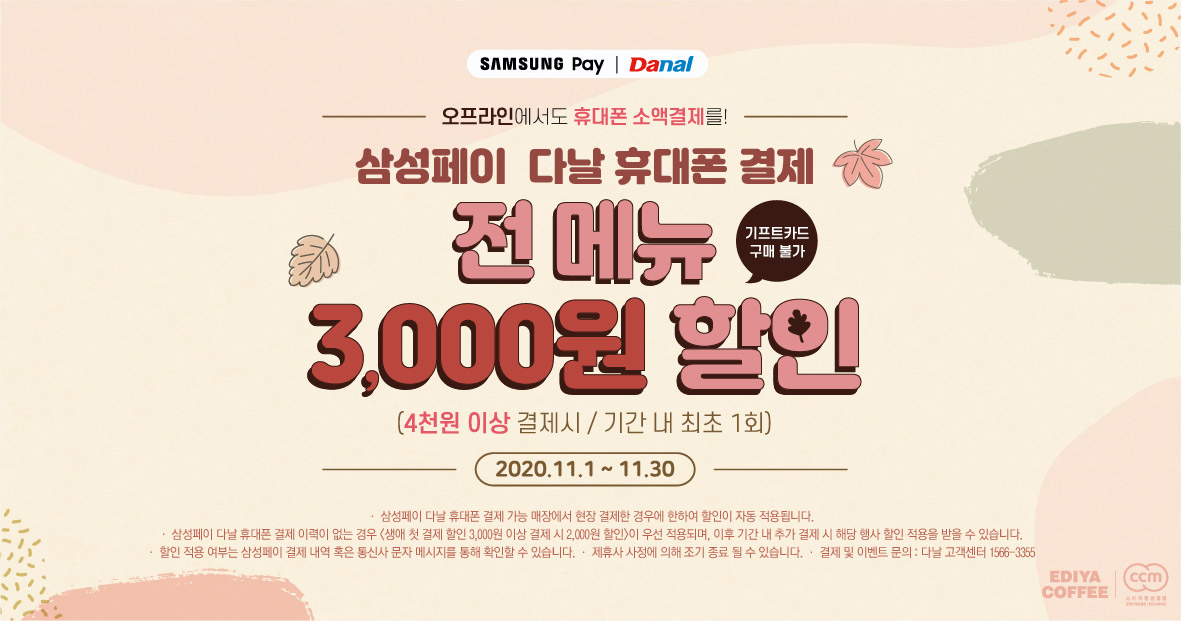 SAMSUNG Pay | Danal
오프라인에서도 휴대폰 소액결제를!
삼성페이 다날 휴대폰 결제
전 메뉴
기프트카드
구매 불가
3,000원 할인
(4천원 이상 결제시 / 기간 내 최초 1회)
2020.11.1 ~ 11.30
· 삼성페이 다날 휴대폰 결제 가능 매장에서 현장 결제한 경우에 한하여 할인이 자동 적용됩니다.
· 삼성페이 다날 휴대폰 결제 이력이 없는 경우 <생애 첫 결제 할인 3,000원 이상 결제 시 2,000원 할인>이 우선 적용되며, 이후 기간 내 추가 결제 시 해당 행사 할인 적용을 받을 수 있습니다.
· 할인 적용 여부는 삼성페이 결제 내역 혹은 통신사 문자 메시지를 통해 확인할 수 있습니다. · 제휴사 사정에 의해 조기 종료 될 수 있습니다. · 결제 및 이벤트 문의 : 다날 고객센터 1566-3355
EDIYA
COFFEE
ccm